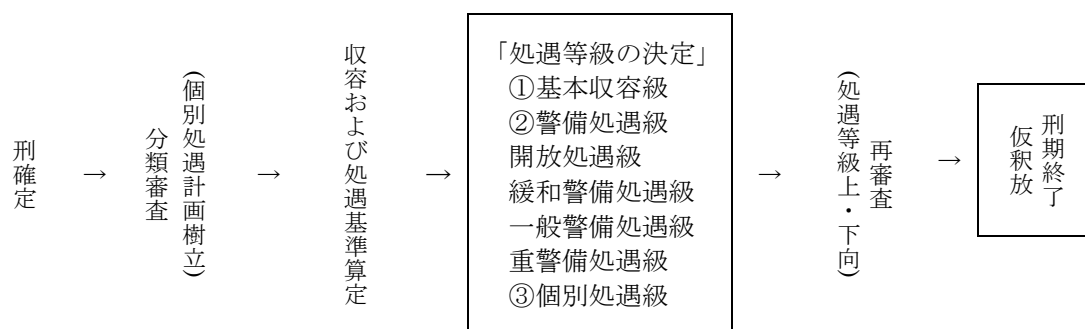 刑確定
→
分類審査
(個別処遇計画樹立)
→
収容および処遇基準算定
→
「処遇等級の決定」
①基本収容級
②警備処遇級
開放処遇級
緩和警備処遇級
一般警備処遇級
重警備処遇級
③個別処遇級
→
再審査
(処遇等級上・下向)
→
刑期終了
仮釈放